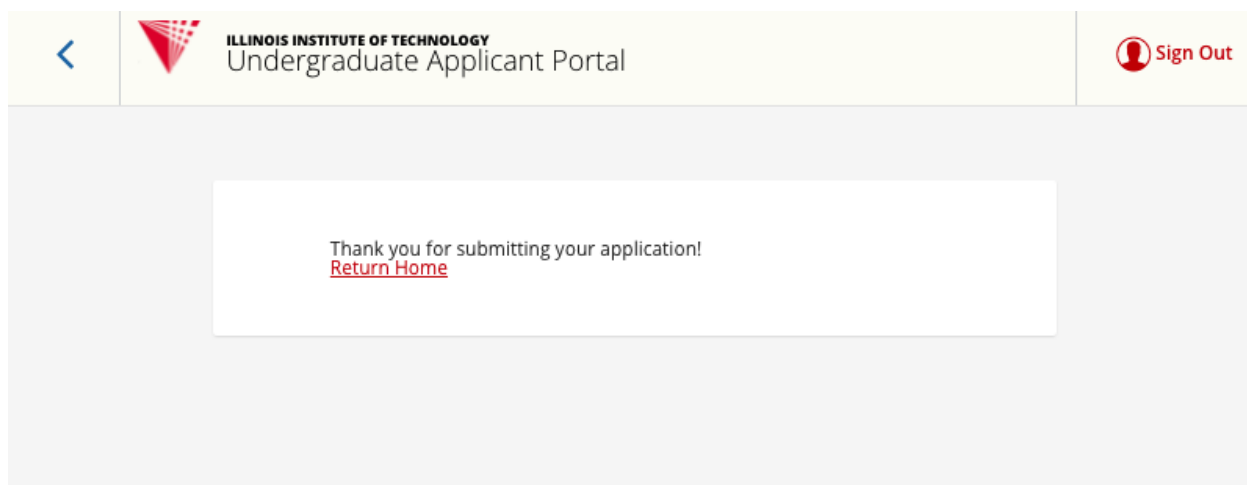 ILLINOIS INSTITUTE OF TECHNOLOGY
Undergraduate Applicant Portal
Sign Out
Thank you for submitting your application!
Return Home